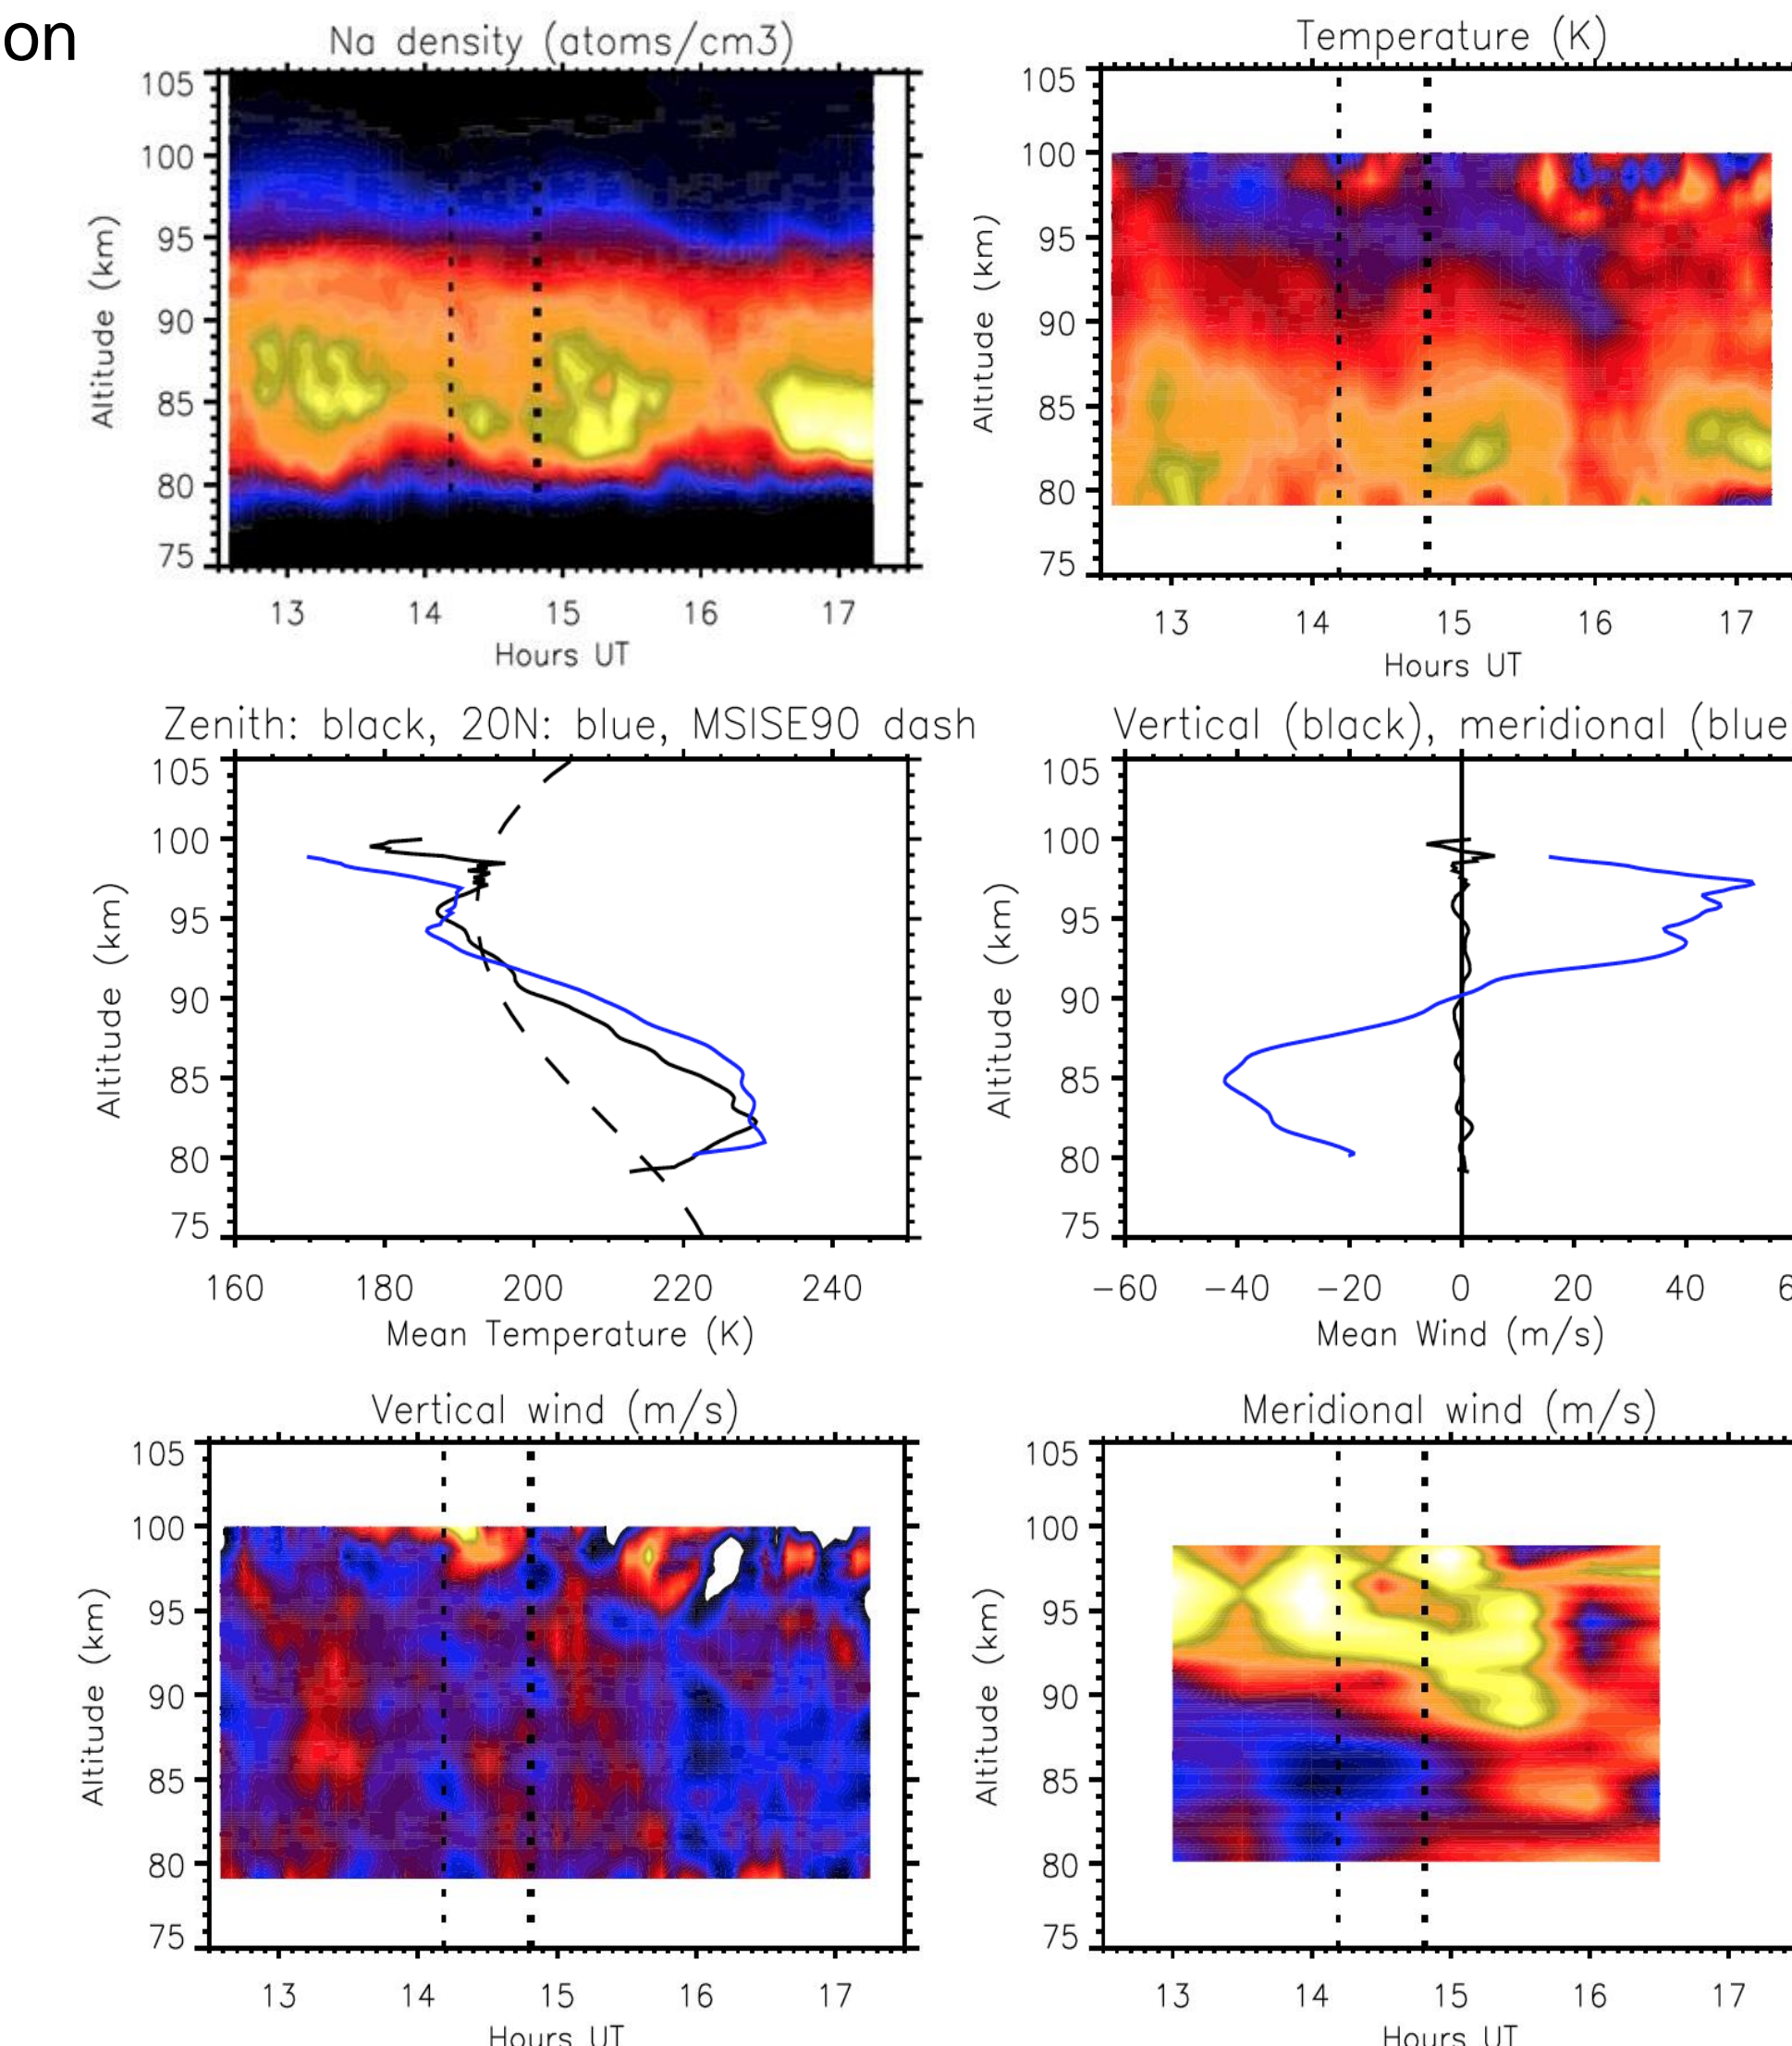 on
Na density (atoms/cm3)
105
100
95
90
85
80
75
Altitude (km)
13 14 15 16 17
Hours UT
Temperature (K)
105
100
95
90
85
80
75
Altitude (km)
13 14 15 16 17
Hours UT
Zenith: black, 20N: blue, MSISE90 dash
105
100
95
90
85
80
75
Altitude (km)
160 180 200 220 240
Mean Temperature (K)
Vertical (black), meridional (blue
105
100
95
90
85
80
75
Altitude (km)
−60 −40 −20 0 20 40 6
Mean Wind (m/s)
Vertical wind (m/s)
105
100
95
90
85
80
75
Altitude (km)
13 14 15 16 17
Hours UT
Meridional wind (m/s)
105
100
95
90
85
80
75
Altitude (km)
13 14 15 16 17
Hours UT